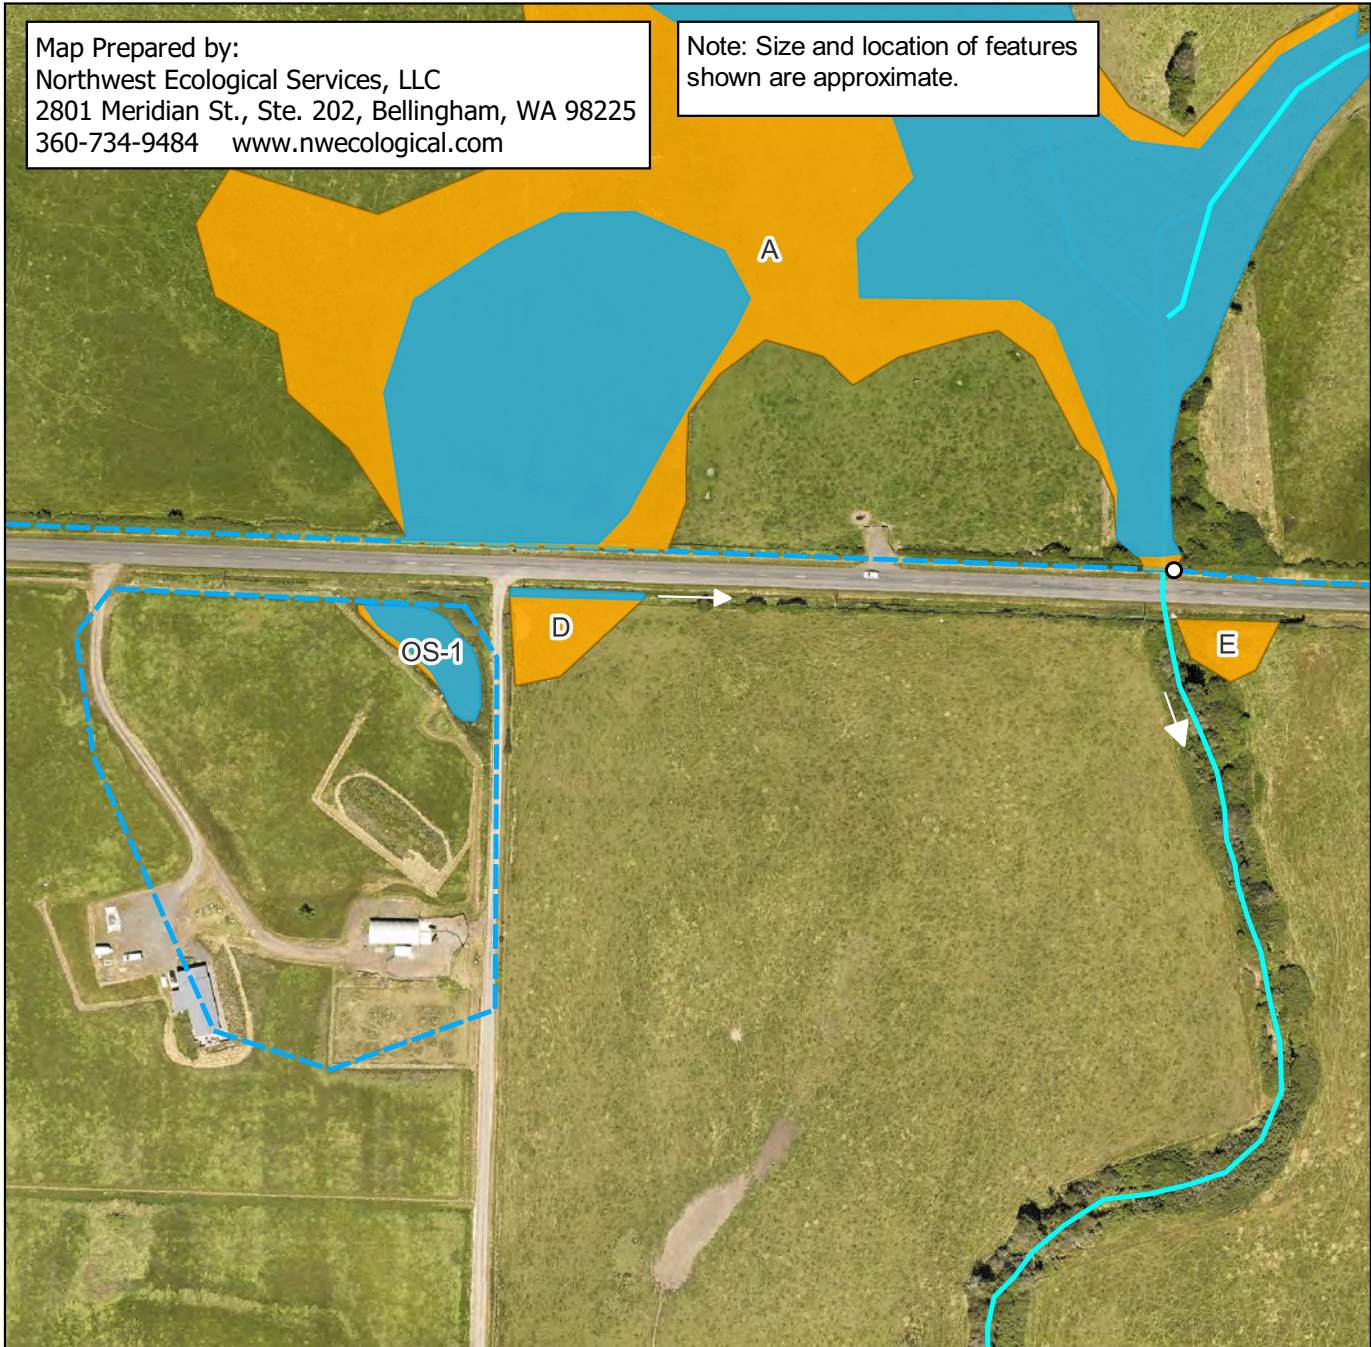 Map Prepared by:
Northwest Ecological Services, LLC
2801 Meridian St., Ste. 202, Bellingham, WA 98225
360-734-9484 www.nwecological.com
Note: Size and location of features
shown are approximate.
A
OS-1
D
E